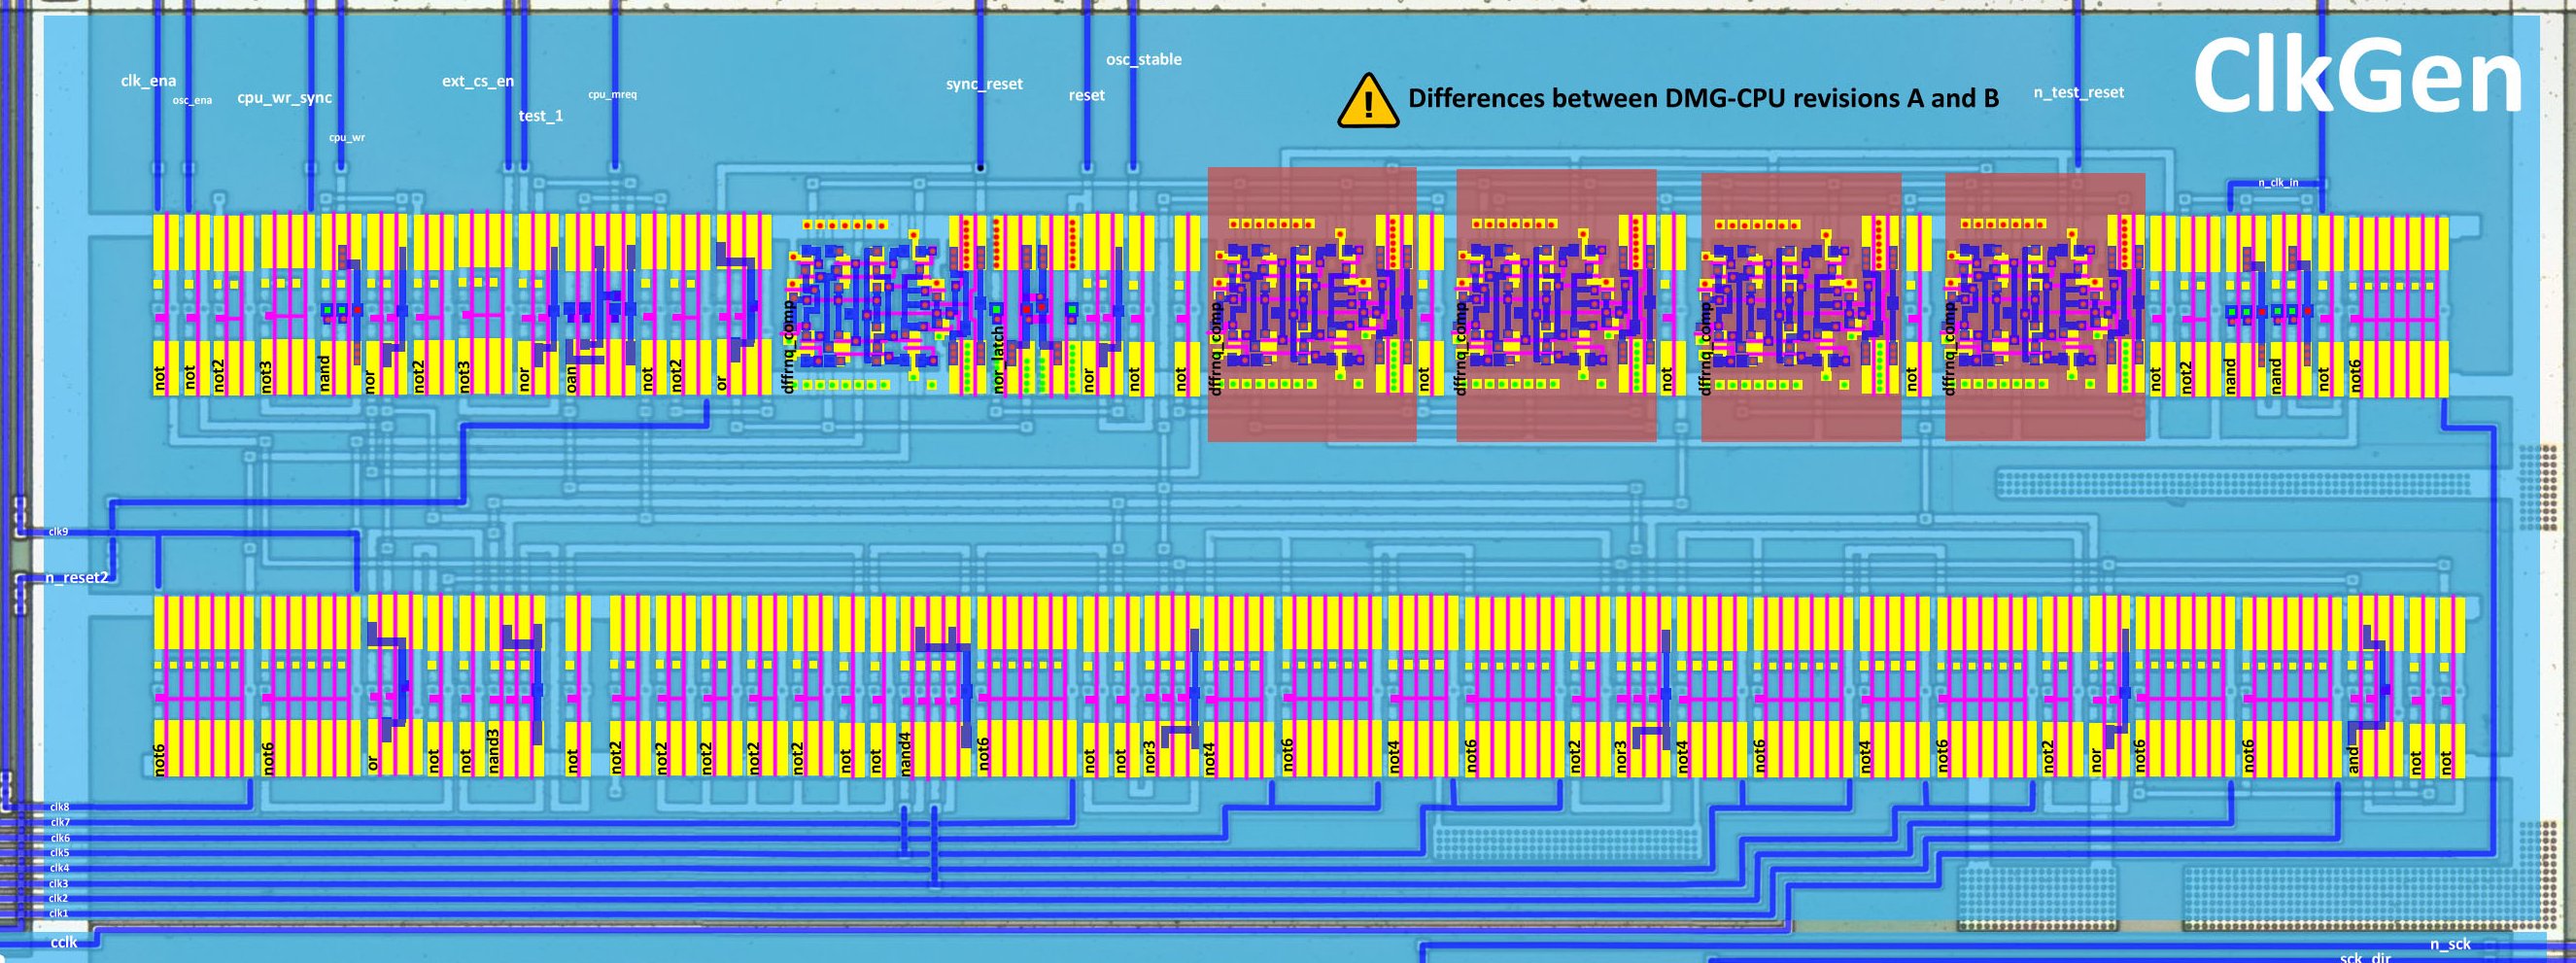 ClkGen
osc_stable
clk_ena
ext_cs_en
sync_reset
osc_ena
cpu_wr_sync
cpu_mreq
reset
Differences between DMG-CPU revisions A and B
n_test_reset
test_1
cpu_wr
n_clk_in
not
not
not2
not3
nand
nor
not2
not3
nor
oan
not
not2
or
dffrnq_comp
nor_latch
nor
not
not
dffrnq_comp
not
dffrnq_comp
not
dffrnq_comp
not
dffrnq_comp
not
not2
nand
nand
not
not6
clk9
n_reset2
not6
not6
or
not
not
nand3
not
not2
not2
not2
not2
not2
not
not
nand4
not6
not
not
nor3
not4
not6
not4
not6
not2
nor3
not4
not6
not4
not6
not2
nor
not6
not6
and
not
not
clk8
clk7
clk6
clk5
clk4
clk3
clk2
clk1
cclk
n_sck
sck_dir